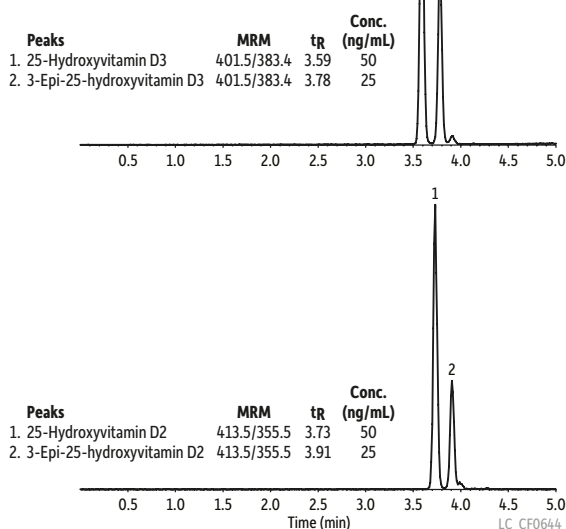 Conc.
Peaks MRM tR (ng/mL)
1. 25-Hydroxyvitamin D3 401.5/383.4 3.59 50
2. 3-Epi-25-hydroxyvitamin D3 401.5/383.4 3.78 25
0.5 1.0 1.5 2.0 2.5 3.0 3.5 4.0 4.5 5.0
1
2
Conc.
Peaks MRM tR (ng/mL)
1. 25-Hydroxyvitamin D2 413.5/355.5 3.73 50
2. 3-Epi-25-hydroxyvitamin D2 413.5/355.5 3.91 25
0.5 1.0 1.5 2.0 2.5 3.0 3.5 4.0 4.5 5.0
Time (min)
LC_CF0644